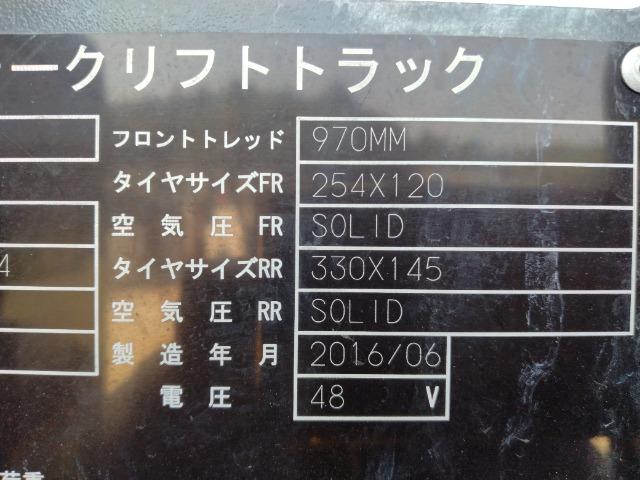 ークリフトトラック
フロントトレッド 970MM
タイヤサイズFR 254X120
空気圧 FR SOLID
4 タイヤサイズRR 330X145
空気圧 RR SOLID
製造年月 2016/06
電圧 48 V
荷重